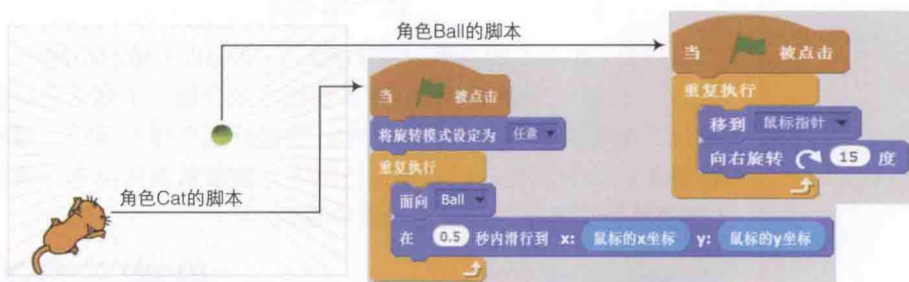 角色Ball的脚本
当 被点击
重复执行
移到 鼠标指针
向右旋转 15 度
角色Cat的脚本
当 被点击
将旋转模式设定为 任意
重复执行
面向 Ball
在 0.5 秒内滑行到 x: 鼠标的x坐标 y: 鼠标的y坐标